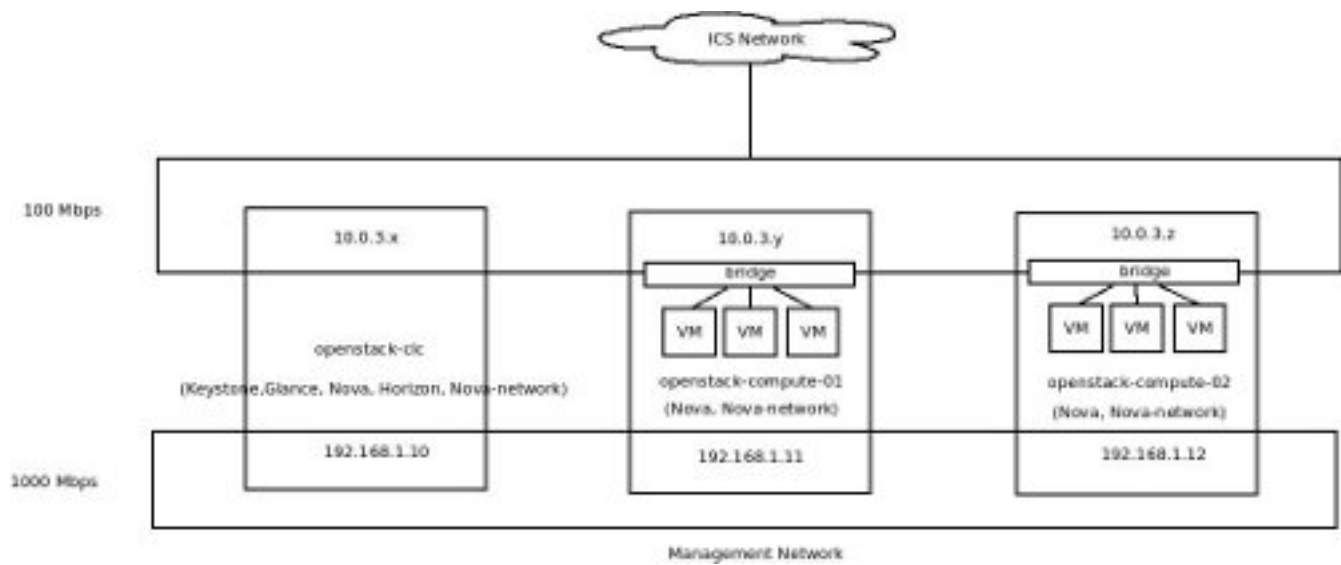 ICS Network
100 Mbps
10.0.3.x
10.0.3.y
10.0.3.z
bridge
bridge
VM VM VM
VM VM VM
openstack-clc
(Keystone,Glance, Nova, Horizon, Nova-network)
openstack-compute-01
(Nova, Nova-network)
openstack-compute-02
(Nova, Nova-network)
192.168.1.10
192.168.1.11
192.168.1.12
1000 Mbps
Management Network